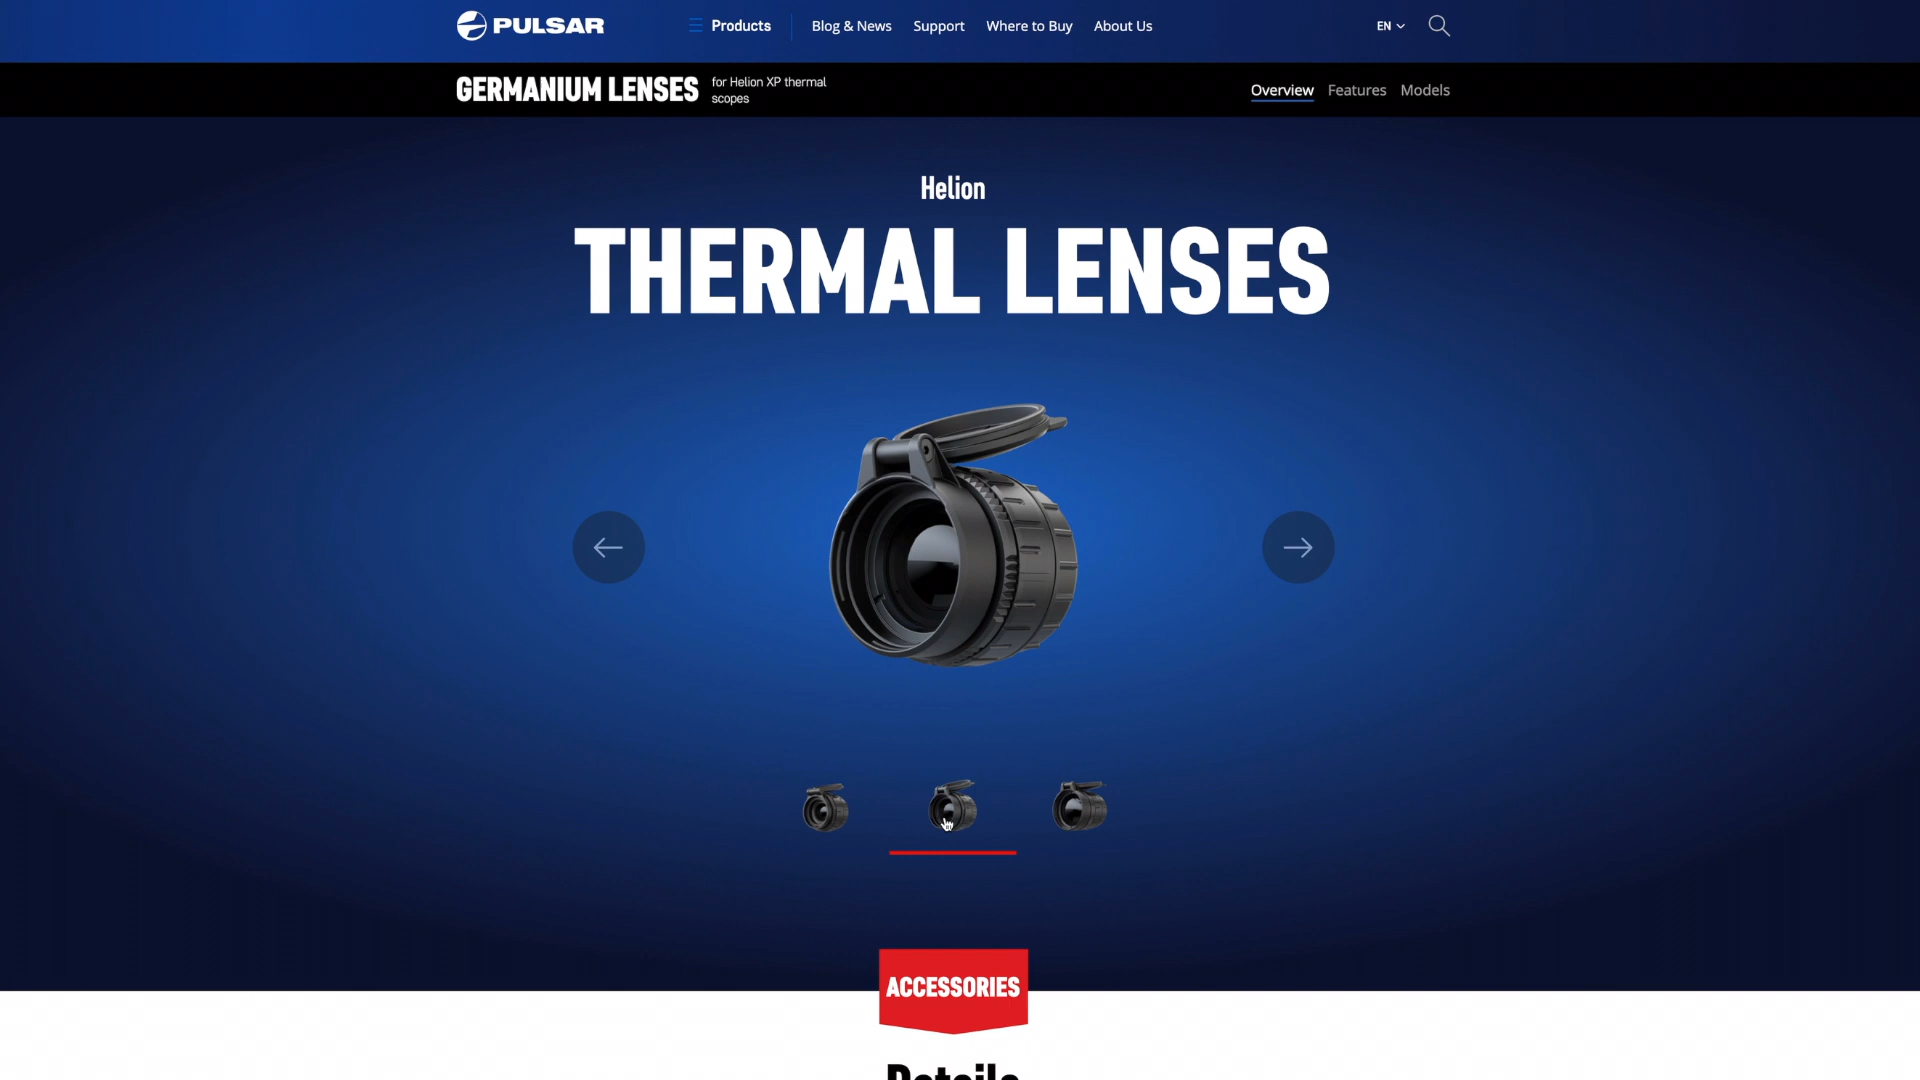 PULSAR
Products
Blog & News
Support
Where to Buy
About Us
EN
GERMANIUM LENSES
for Helion XP thermal
scopes
Overview
Features
Models
Helion
THERMAL LENSES
ACCESSORIES
Details